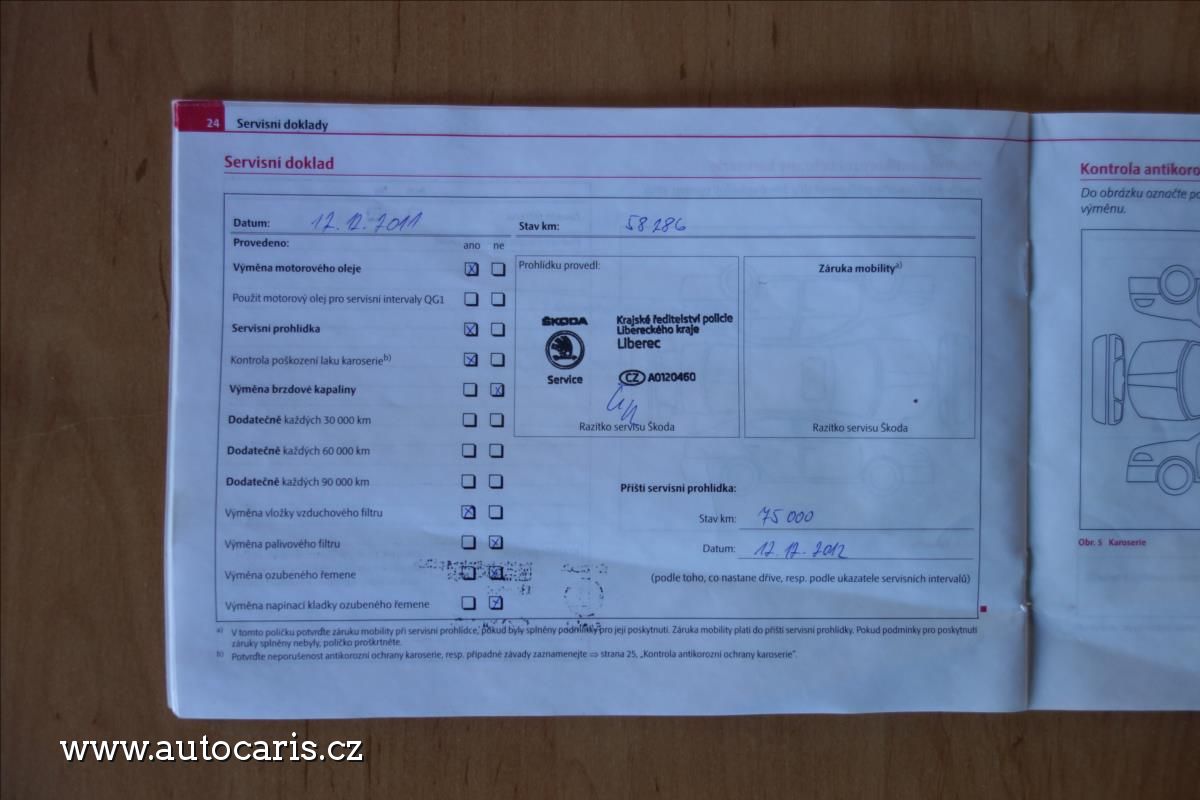 24 Servisní doklady
Servisní doklad
Datum: 12.12.2011 Stav km: 58 286
Provedeno: ano ne
Výměna motorového oleje
Použit motorový olej pro servisní intervaly QG1
Servisní prohlídka
Kontrola poškození laku karoserie b)
Výměna brzdové kapaliny
Dodatečně každých 30 000 km
Dodatečně každých 60 000 km
Dodatečně každých 90 000 km
Výměna vložky vzduchového filtru
Výměna palivového filtru
Výměna ozubeného řemene
Výměna napínací kladky ozubeného řemene
Prohlídku provedl:
ŠKODA
Service
Krajské ředitelství policie
Libereckého kraje
Liberec
CZ A0120460
Razítko servisu Škoda
Záruka mobility a)
Razítko servisu Škoda
Příští servisní prohlídka:
Stav km: 75 000
Datum: 12.12.2012
(podle toho, co nastane dříve, resp. podle ukazatele servisních intervalů)
a) V tomto políčku potvrďte záruku mobility při servisní prohlídce, pokud byly splněny podmínky pro její poskytnutí. Záruka mobility platí do příští servisní prohlídky. Pokud podmínky pro poskytnutí
záruky splněny nebyly, políčko proškrtněte.
b) Potvrďte neporušenost antikorozní ochrany karoserie, resp. případné závady zaznamenejte ⇒ strana 25, „Kontrola antikorozní ochrany karoserie“.
Kontrola antikoro
Do obrázku označte po
výměnu.
Obr. 5 Karoserie
www.autocaris.cz